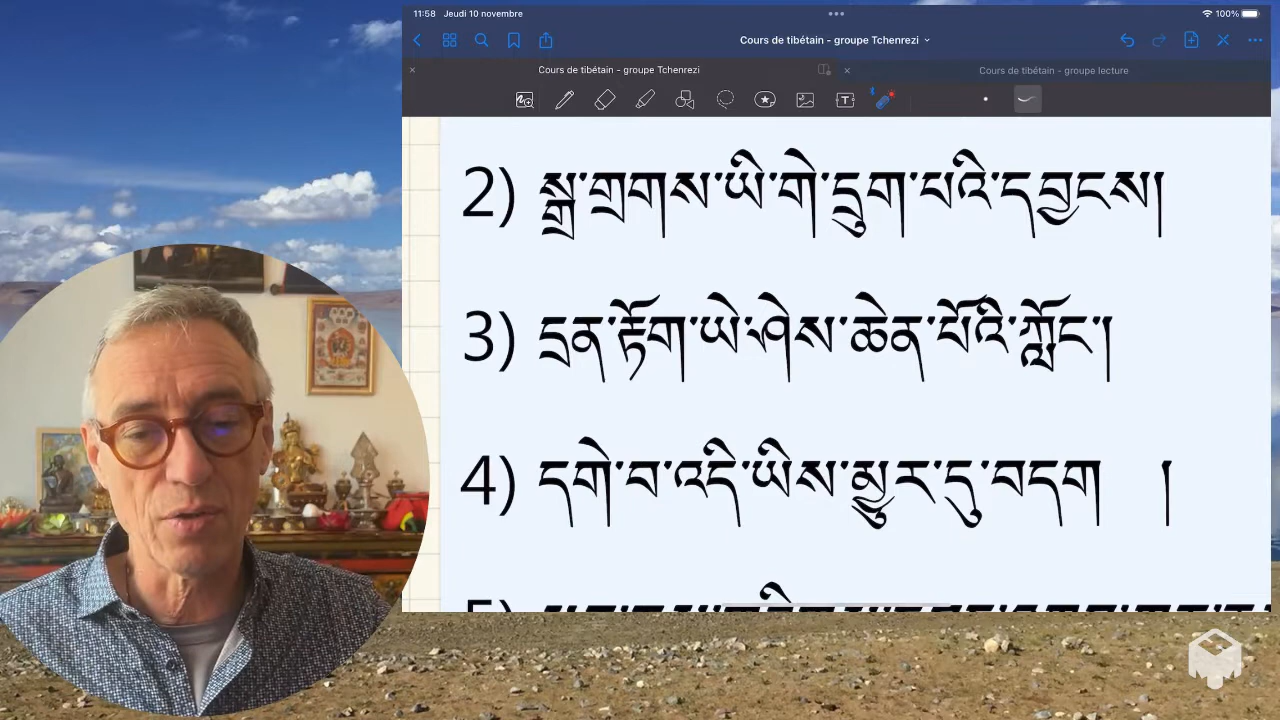 11:58 Jeudi 10 novembre
100%
Cours de tibétain - groupe Tchenrezi
Cours de tibétain - groupe Tchenrezi
Cours de tibétain - groupe lecture
2) སྒྲ་གྲགས་ཡི་གེ་དྲུག་པའི་དབྱངས།
3) དྲན་རྟོག་ཡེ་ཤེས་ཆེན་པོའི་ཀློང་།
4) དགེ་བ་འདི་ཡིས་མྱུར་དུ་བདག །
5)